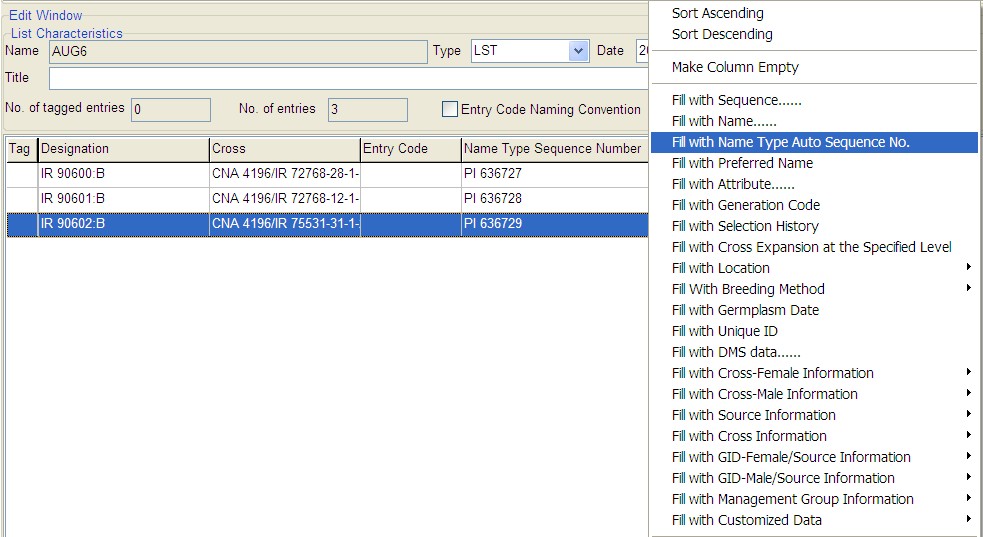 Edit Window
List Characteristics
Name AUG6 Type LST Date 20
Title
No. of tagged entries 0 No. of entries 3 Entry Code Naming Convention
Tag Designation Cross Entry Code Name Type Sequence Number
IR 90600:B CNA 4196/IR 72768-28-1- PI 636727
IR 90601:B CNA 4196/IR 72768-12-1- PI 636728
IR 90602:B CNA 4196/IR 75531-31-1- PI 636729
Sort Ascending
Sort Descending
Make Column Empty
Fill with Sequence......
Fill with Name......
Fill with Name Type Auto Sequence No.
Fill with Preferred Name
Fill with Attribute......
Fill with Generation Code
Fill with Selection History
Fill with Cross Expansion at the Specified Level
Fill with Location
Fill With Breeding Method
Fill with Germplasm Date
Fill with Unique ID
Fill with DMS data......
Fill with Cross-Female Information
Fill with Cross-Male Information
Fill with Source Information
Fill with Cross Information
Fill with GID-Female/Source Information
Fill with GID-Male/Source Information
Fill with Management Group Information
Fill with Customized Data